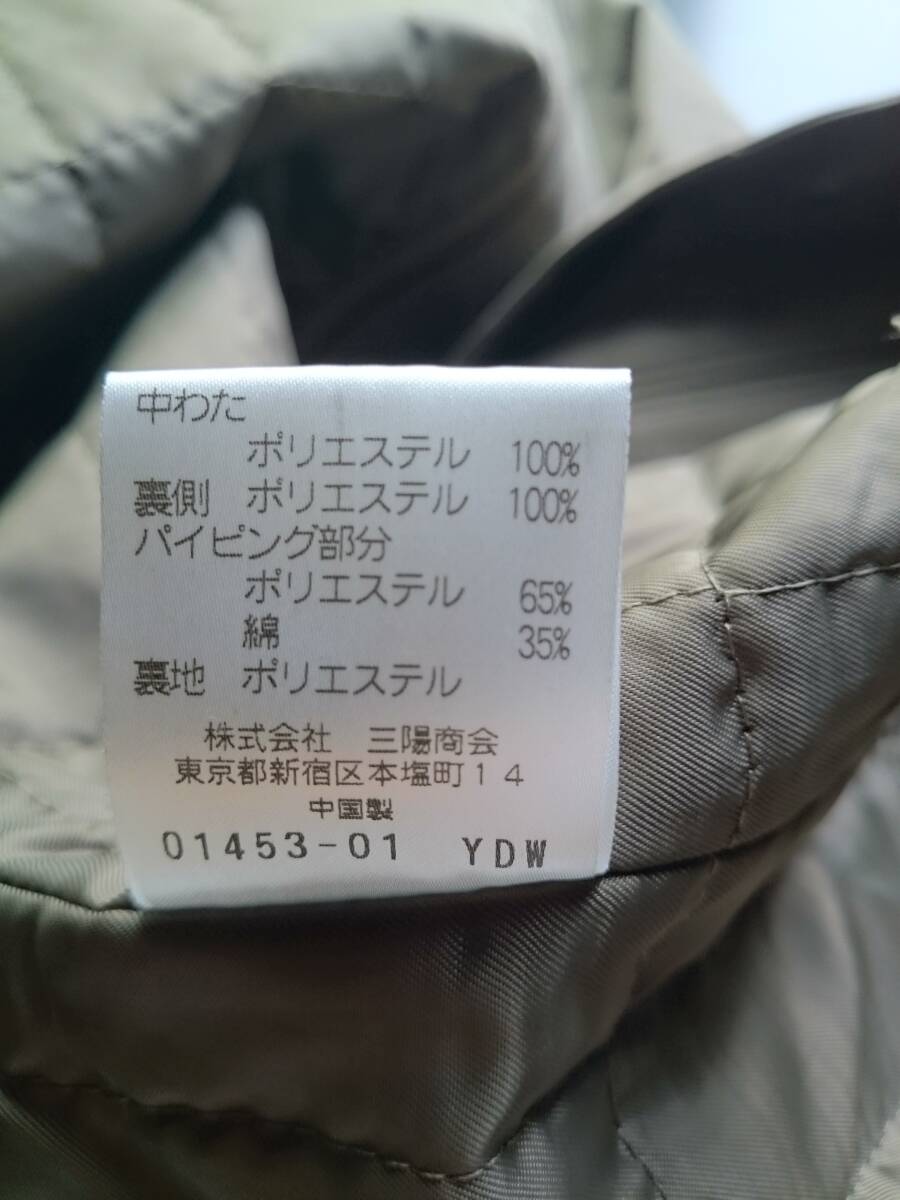 中わた
ポリエステル 100%
裏側 ポリエステル 100%
パイピング部分
ポリエステル 65%
綿 35%
裏地 ポリエステル
株式会社 三陽商会
東京都新宿区本塩町14
中国製
01453-01 YDW